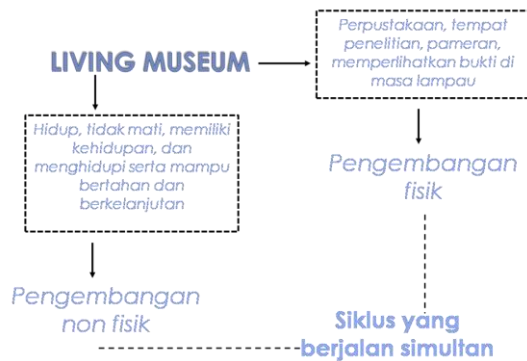 LIVING MUSEUM
Perpustakaan, tempat
penelitian, pameran,
memperlihatkan bukti di
masa lampau
Hidup, tidak mati, memiliki
kehidupan, dan
menghidupi serta mampu
bertahan dan
berkelanjutan
Pengembangan
fisik
Pengembangan
non fisik
Siklus yang
berjalan simultan